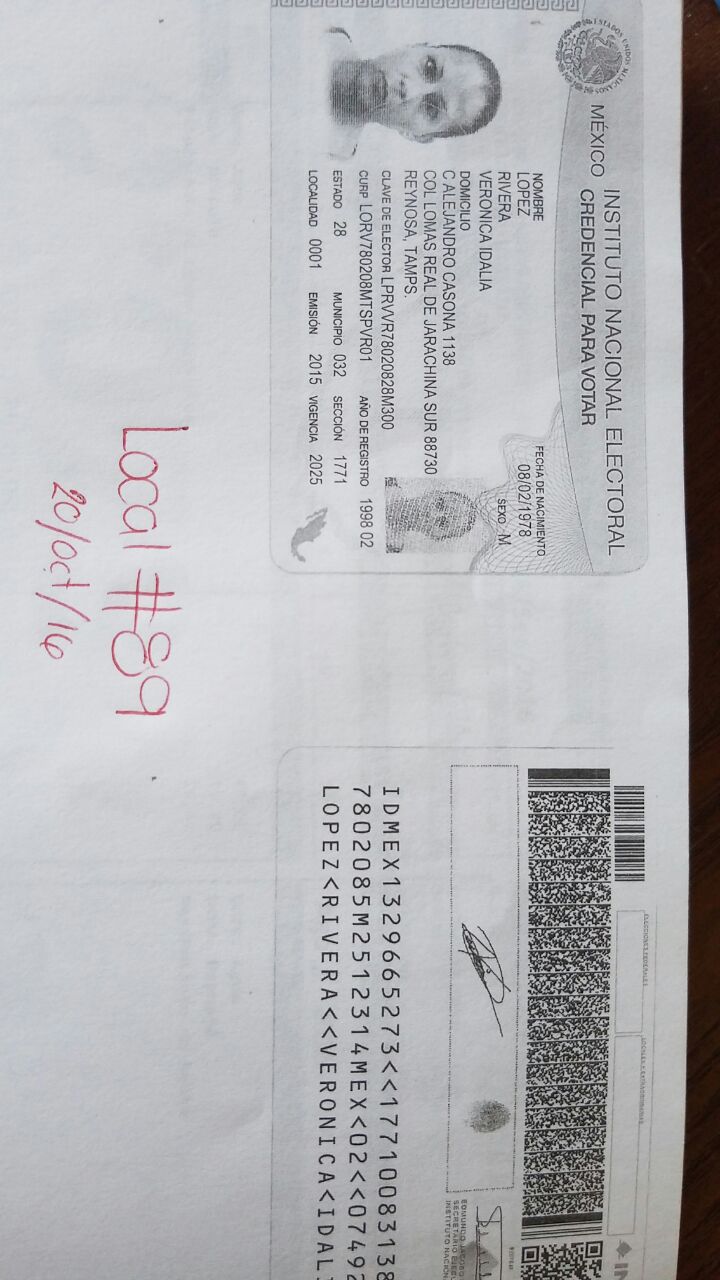 ESTADOS UNIDOS MEXICANOS
MÉXICO INSTITUTO NACIONAL ELECTORAL
CREDENCIAL PARA VOTAR
NOMBRE
LOPEZ
RIVERA
VERONICA IDALIA
FECHA DE NACIMIENTO
08/02/1978
SEXO M
DOMICILIO
C ALEJANDRO CASONA 1138
COL LOMAS REAL DE JARACHINA SUR 88730
REYNOSA, TAMPS.
CLAVE DE ELECTOR LPRVVR78020828M300
CURP LORV780208MTSPVR01 AÑO DE REGISTRO 1998 02
ESTADO 28 MUNICIPIO 032 SECCIÓN 1771
LOCALIDAD 0001 EMISIÓN 2015 VIGENCIA 2025
ELECCIONES FEDERALES LOCALES Y EXTRAORDINARIAS
IN
EDMUNDO JACOBO
SECRETARIO EJEC
INSTITUTO NACION
IDMEX1329665273<<17710083138
7802085M2512314MEX<02<<07492
LOPEZ<RIVERA<<VERONICA<IDALI
Local #89
20/oct/16